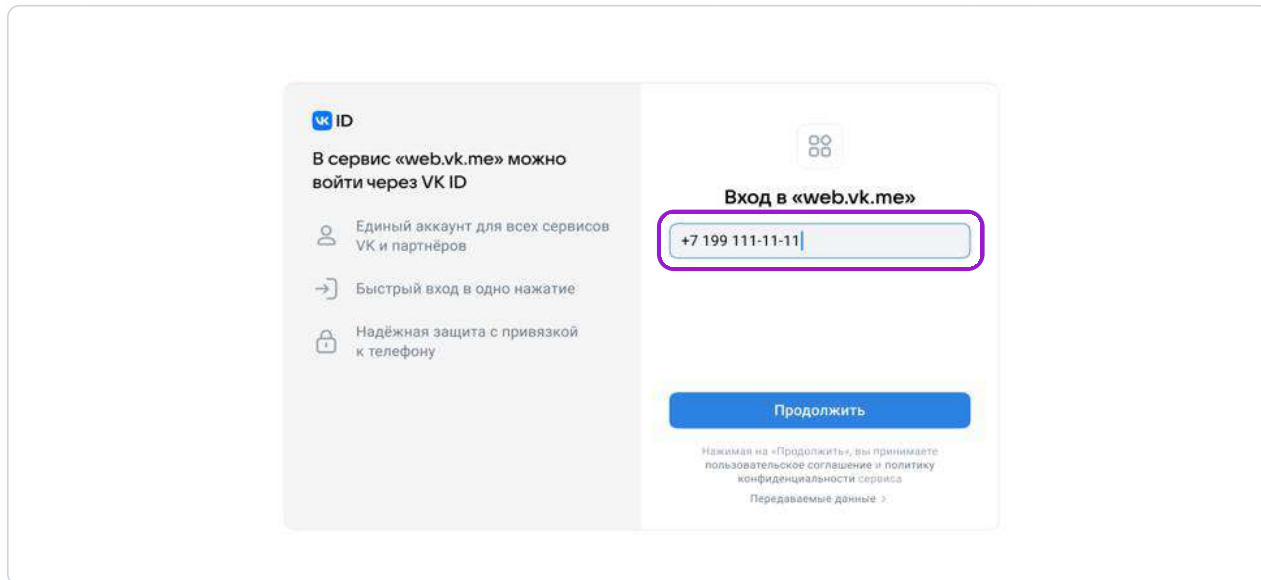 VK ID
В сервис «web.vk.me» можно
войти через VK ID
Единый аккаунт для всех сервисов
VK и партнёров
Быстрый вход в одно нажатие
Надёжная защита с привязкой
к телефону
Вход в «web.vk.me»
+7 199 111-11-11
Продолжить
Нажимая на «Продолжить», вы принимаете
пользовательское соглашение и политику
конфиденциальности сервиса
Передаваемые данные >